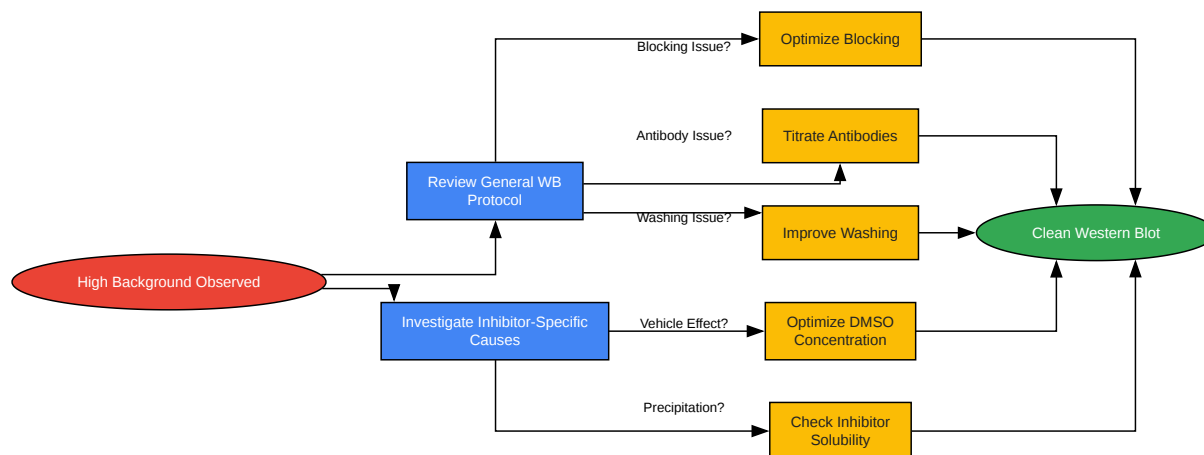 Blocking Issue?
Optimize Blocking
Antibody Issue?
Titrate Antibodies
Review General WB
Protocol
Washing Issue?
Improve Washing
Clean Western Blot
High Background Observed
Investigate Inhibitor-Specific
Causes
Vehicle Effect?
Optimize DMSO
Concentration
Precipitation?
Check Inhibitor
Solubility